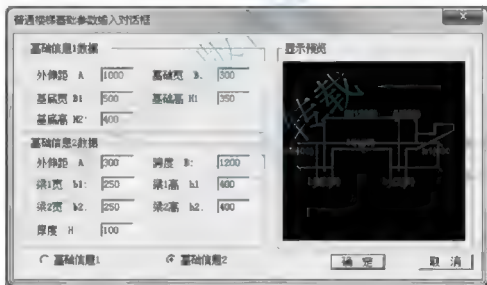 普通楼梯基础参数输入对话框
基础信息1数据
外伸距 A 1000 基础宽 B. 300
基底宽 B1 500 基础高 H1 350
基底高 H2: 400
基础信息2数据
外伸距 A 300 跨度 B: 1200
梁1宽 b1: 250 梁1高 h1 400
梁2宽 b2. 250 梁2高 h2. 400
厚度 H 100
基础信息1 基础信息2
显示预览
确定 取消